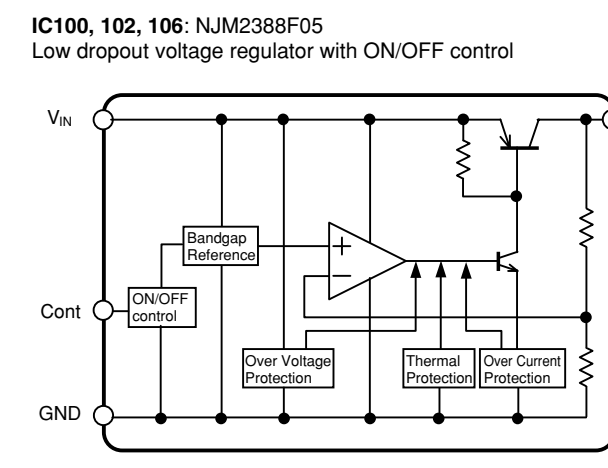 IC100, 102, 106: NJM2388F05
Low dropout voltage regulator with ON/OFF control
VIN
Bandgap
Reference
+
−
Cont
ON/OFF
control
Over Voltage
Protection
Thermal
Protection
Over Current
Protection
GND